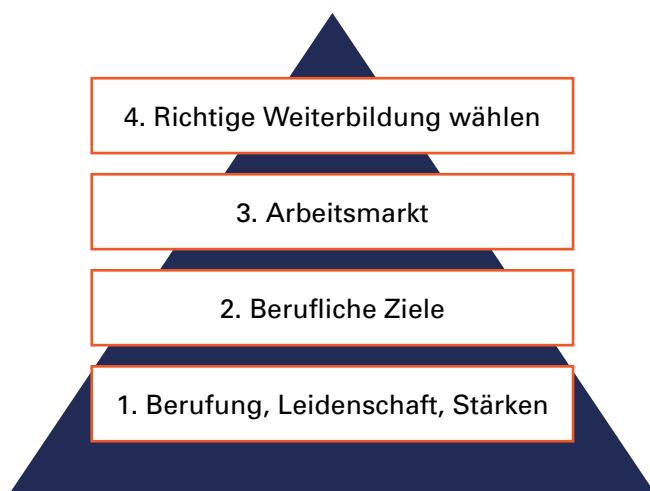 4. Richtige Weiterbildung wählen
3. Arbeitsmarkt
2. Berufliche Ziele
1. Berufung, Leidenschaft, Stärken